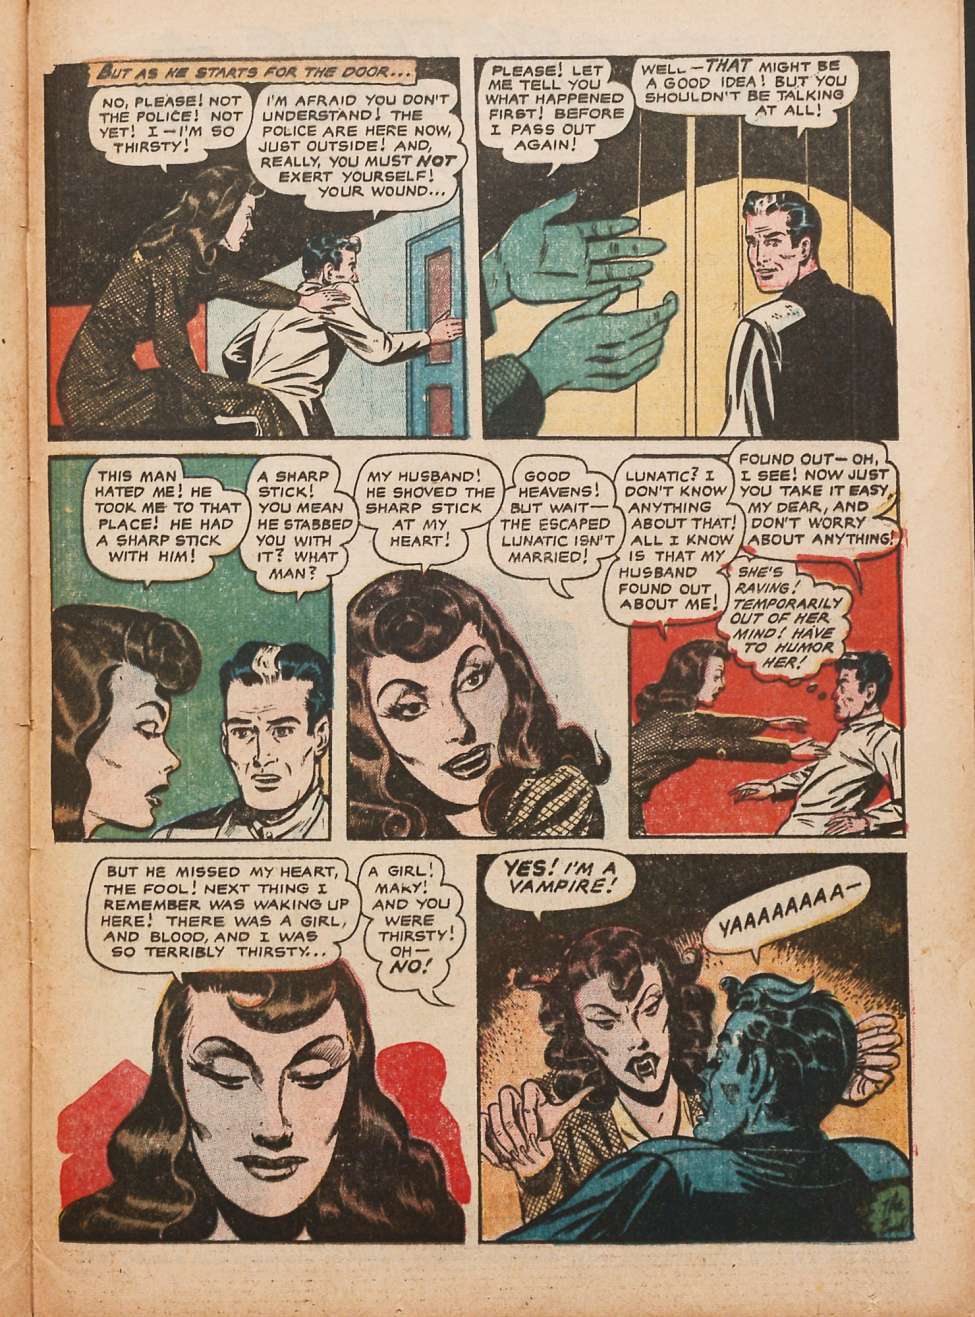 BUT AS HE STARTS FOR THE DOOR...
NO, PLEASE! NOT
THE POLICE! NOT
YET! I—I'M SO
THIRSTY!
I'M AFRAID YOU DON'T
UNDERSTAND! THE
POLICE ARE HERE NOW,
JUST OUTSIDE! AND,
REALLY, YOU MUST NOT
EXERT YOURSELF!
YOUR WOUND...
PLEASE! LET
ME TELL YOU
WHAT HAPPENED
FIRST! BEFORE
I PASS OUT
AGAIN!
WELL—THAT MIGHT BE
A GOOD IDEA! BUT YOU
SHOULDN'T BE TALKING
AT ALL!
THIS MAN
HATED ME! HE
TOOK ME TO THAT
PLACE! HE HAD
A SHARP STICK
WITH HIM!
A SHARP
STICK!
YOU MEAN
HE STABBED
YOU WITH
IT? WHAT
MAN?
MY HUSBAND!
HE SHOVED THE
SHARP STICK
AT MY
HEART!
GOOD
HEAVENS!
BUT WAIT—
THE ESCAPED
LUNATIC ISN'T
MARRIED!
LUNATIC? I
DON'T KNOW
ANYTHING
ABOUT THAT!
ALL I KNOW
IS THAT MY
HUSBAND
FOUND OUT
ABOUT ME!
FOUND OUT—OH,
I SEE! NOW JUST
YOU TAKE IT EASY,
MY DEAR, AND
DON'T WORRY
ABOUT ANYTHING!
SHE'S
RAVING!
TEMPORARILY
OUT OF HER
MIND! HAVE
TO HUMOR
HER!
BUT HE MISSED MY HEART,
THE FOOL! NEXT THING I
REMEMBER WAS WAKING UP
HERE! THERE WAS A GIRL,
AND BLOOD, AND I WAS
SO TERRIBLY THIRSTY...
A GIRL!
MARY!
AND YOU
WERE
THIRSTY!
OH—
NO!
YES! I'M A
VAMPIRE!
YAAAAAAAA—
The
End